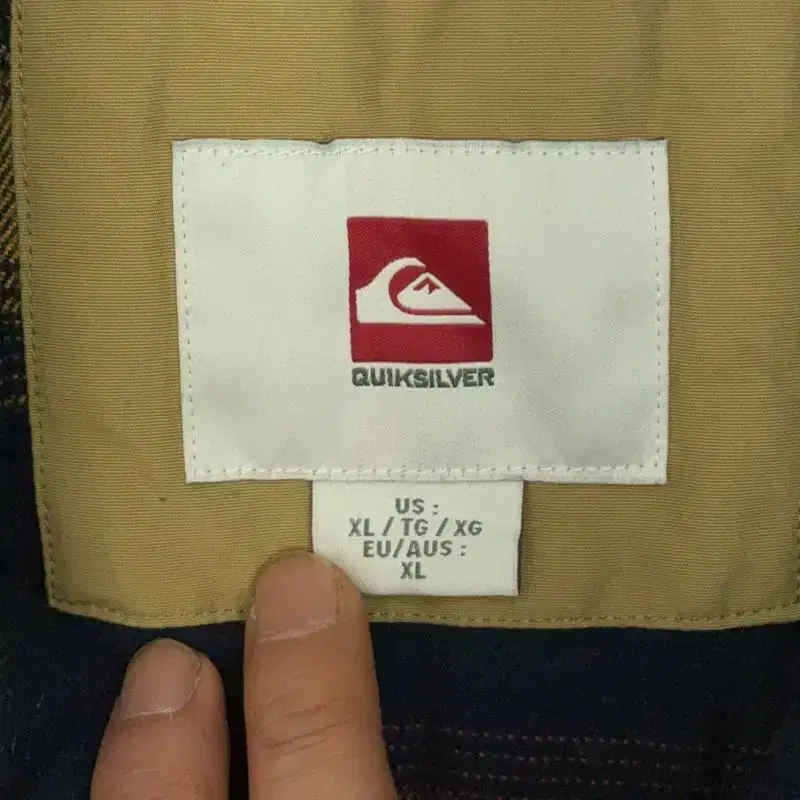 QUIKSILVER
US :
XL / TG / XG
EU/AUS :
XL